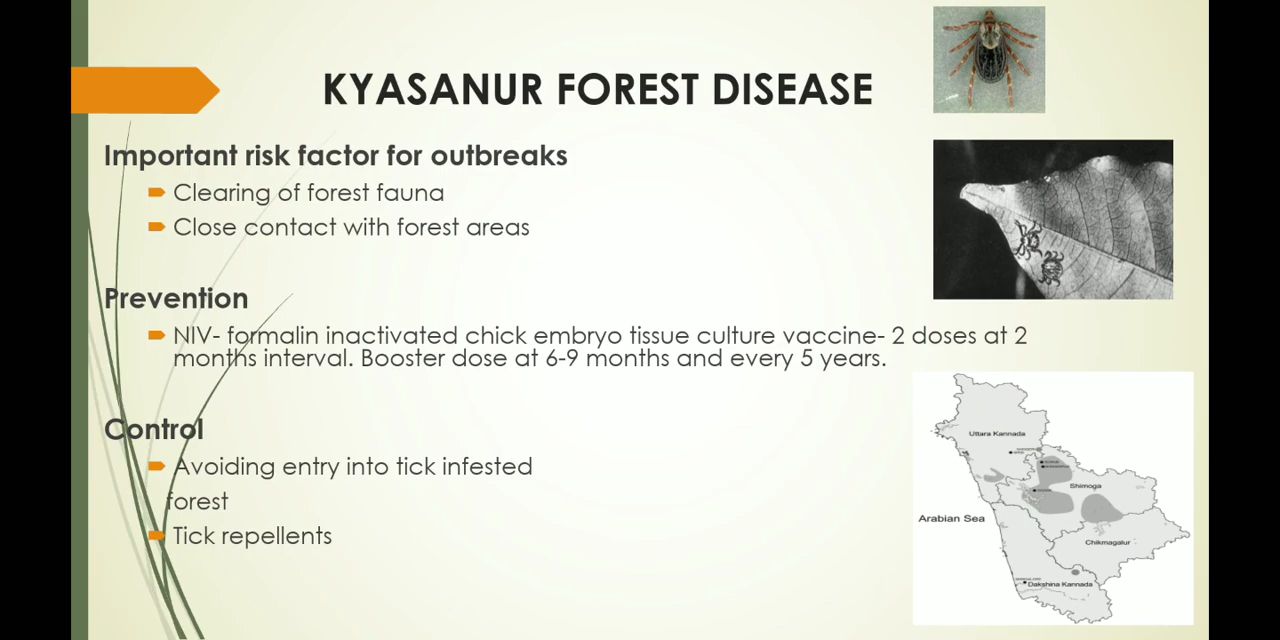 KYASANUR FOREST DISEASE
Important risk factor for outbreaks
Clearing of forest fauna
Close contact with forest areas
Prevention
NIV- formalin inactivated chick embryo tissue culture vaccine- 2 doses at 2
months interval. Booster dose at 6-9 months and every 5 years.
Control
Avoiding entry into tick infested
forest
Tick repellents
Uttara Kannada
Shimoga
Arabian Sea
Chikmagalur
Dakshina Kannada